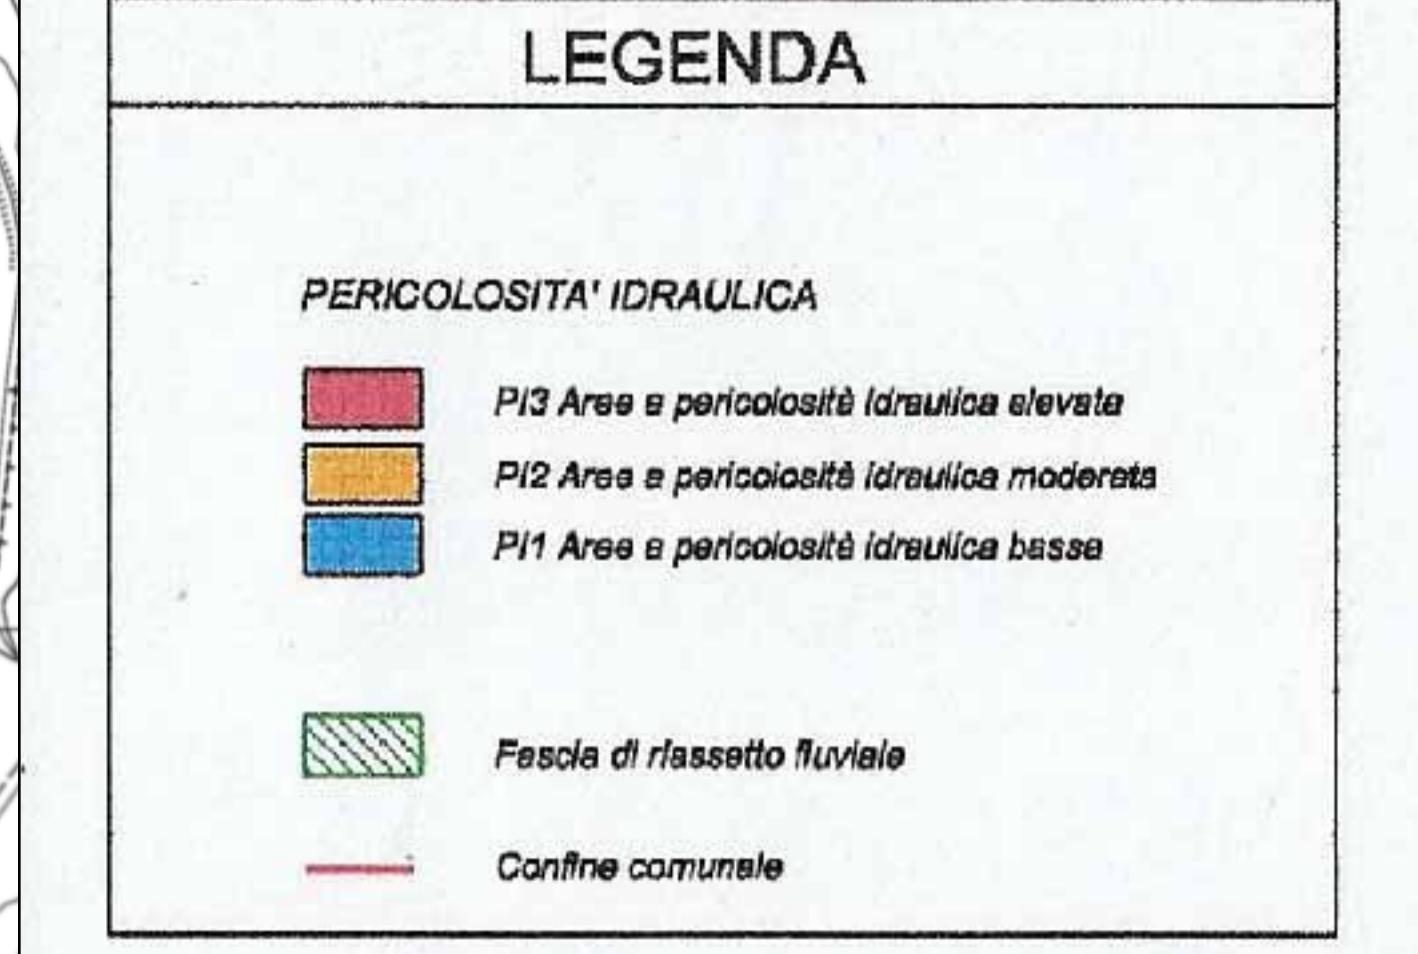 LEGENDA
PERICOLOSITA' IDRAULICA
PI3 Aree a pericolosità idraulica elevata
PI2 Aree a pericolosità idraulica moderata
PI1 Aree a pericolosità idraulica bassa
Fascia di riassetto fluviale
Confine comunale